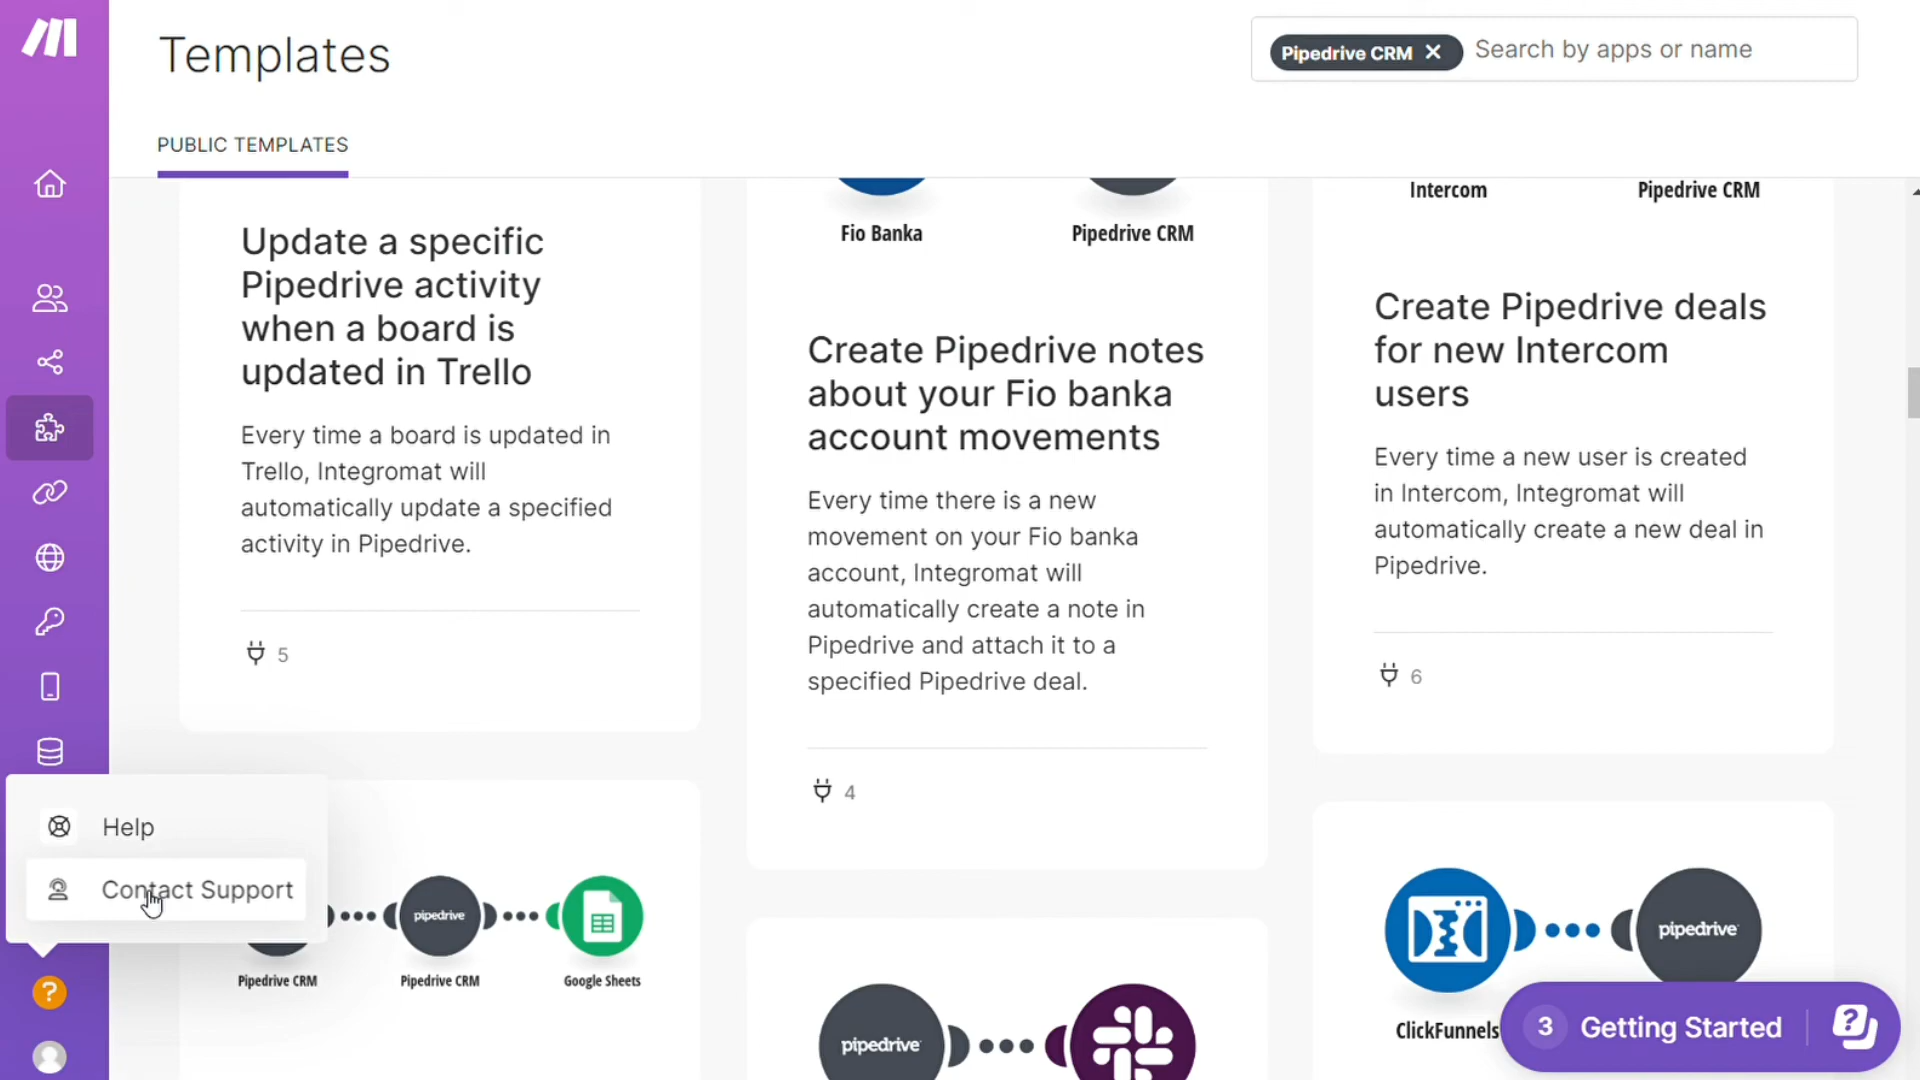 Templates
Pipedrive CRM
Search by apps or name
PUBLIC TEMPLATES
Update a specific
Pipedrive activity
when a board is
updated in Trello
Every time a board is updated in
Trello, Integromat will
automatically update a specified
activity in Pipedrive.
5
Fio Banka
Pipedrive CRM
Create Pipedrive notes
about your Fio banka
account movements
Every time there is a new
movement on your Fio banka
account, Integromat will
automatically create a note in
Pipedrive and attach it to a
specified Pipedrive deal.
4
Intercom
Pipedrive CRM
Create Pipedrive deals
for new Intercom
users
Every time a new user is created
in Intercom, Integromat will
automatically create a new deal in
Pipedrive.
6
Help
Contact Support
?
pipedrive
Pipedrive CRM
Pipedrive CRM
Google Sheets
pipedrive
pipedrive
ClickFunnels
3
Getting Started
?